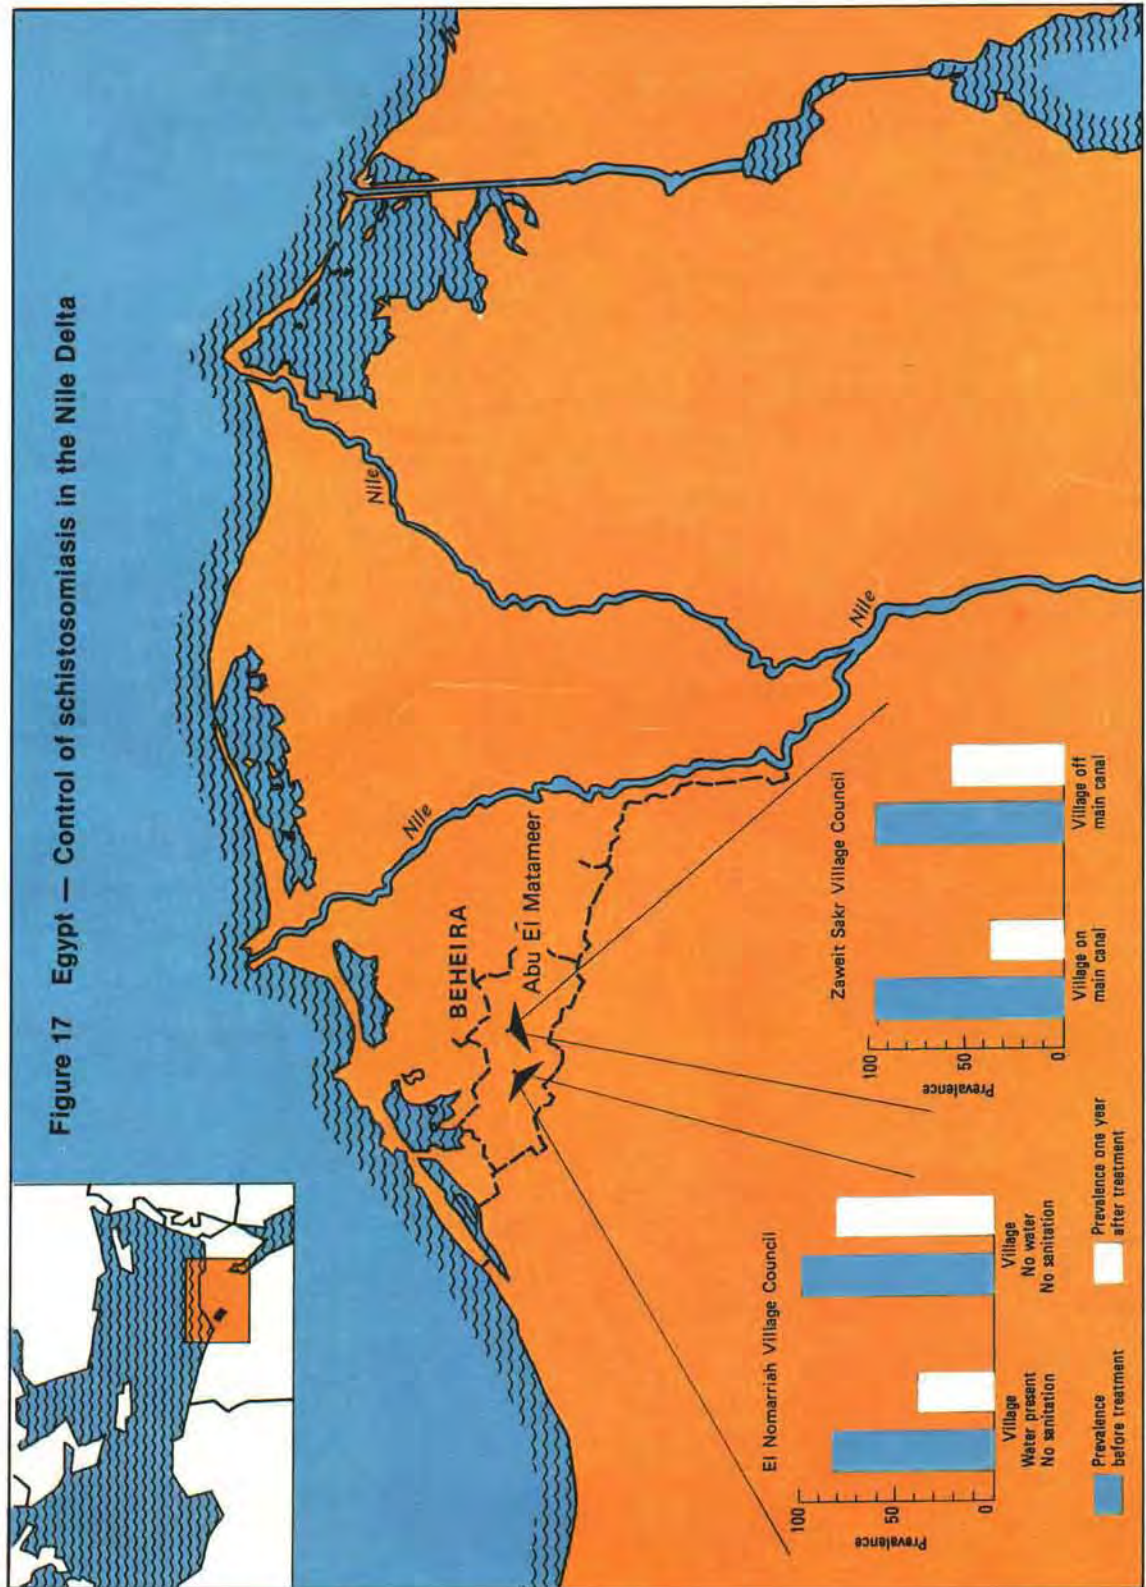 Figure 17 Egypt — Control of schistosomiasis in the Nile Delta
Nile
Nile
Nile
BEHEIRA
Abu El Matameer
El Nomarriah Village Council
Prevalence
100
50
0
Village
Water present
No sanitation
Village
No water
No sanitation
Zaweit Sakr Village Council
Prevalence
100
50
0
Village on
main canal
Village off
main canal
Prevalence
before treatment
Prevalence one year
after treatment